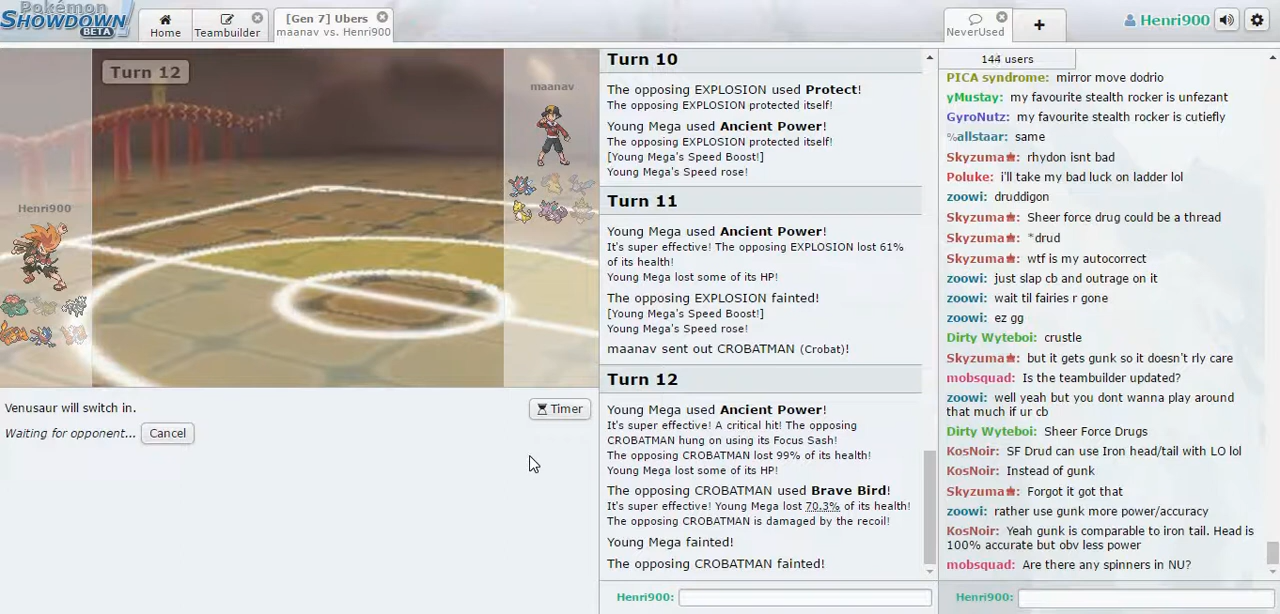 Pokémon
SHOWDOWN
BETA
Home
Teambuilder
[Gen 7] Ubers
maanav vs. Henri900
NeverUsed
+
Henri900
Turn 12
maanav
Henri900
Venusaur will switch in.
Timer
Waiting for opponent...
Cancel
Turn 10
The opposing EXPLOSION used Protect!
The opposing EXPLOSION protected itself!
Young Mega used Ancient Power!
The opposing EXPLOSION protected itself!
[Young Mega's Speed Boost!]
Young Mega's Speed rose!
Turn 11
Young Mega used Ancient Power!
It's super effective! The opposing EXPLOSION lost 61%
of its health!
Young Mega lost some of its HP!
The opposing EXPLOSION fainted!
[Young Mega's Speed Boost!]
Young Mega's Speed rose!
maanav sent out CROBATMAN (Crobat)!
Turn 12
Young Mega used Ancient Power!
It's super effective! A critical hit! The opposing
CROBATMAN hung on using its Focus Sash!
The opposing CROBATMAN lost 99% of its health!
Young Mega lost some of its HP!
The opposing CROBATMAN used Brave Bird!
It's super effective! Young Mega lost 70.3% of its health!
The opposing CROBATMAN is damaged by the recoil!
Young Mega fainted!
The opposing CROBATMAN fainted!
Henri900:
144 users
PICA syndrome: mirror move dodrio
yMustay: my favourite stealth rocker is unfezant
GyroNutz: my favourite stealth rocker is cutiefly
%allstaar: same
Skyzuma: rhydon isnt bad
Poluke: i'll take my bad luck on ladder lol
zoowi: druddigon
Skyzuma: Sheer force drug could be a thread
Skyzuma: *drud
Skyzuma: wtf is my autocorrect
zoowi: just slap cb and outrage on it
zoowi: wait til fairies r gone
zoowi: ez gg
Dirty Wyteboi: crustle
Skyzuma: but it gets gunk so it doesn't rly care
mobsquad: Is the teambuilder updated?
zoowi: well yeah but you dont wanna play around
that much if ur cb
Dirty Wyteboi: Sheer Force Drugs
KosNoir: SF Drud can use Iron head/tail with LO lol
KosNoir: Instead of gunk
Skyzuma: Forgot it got that
zoowi: rather use gunk more power/accuracy
KosNoir: Yeah gunk is comparable to iron tail. Head is
100% accurate but obv less power
mobsquad: Are there any spinners in NU?
Henri900: